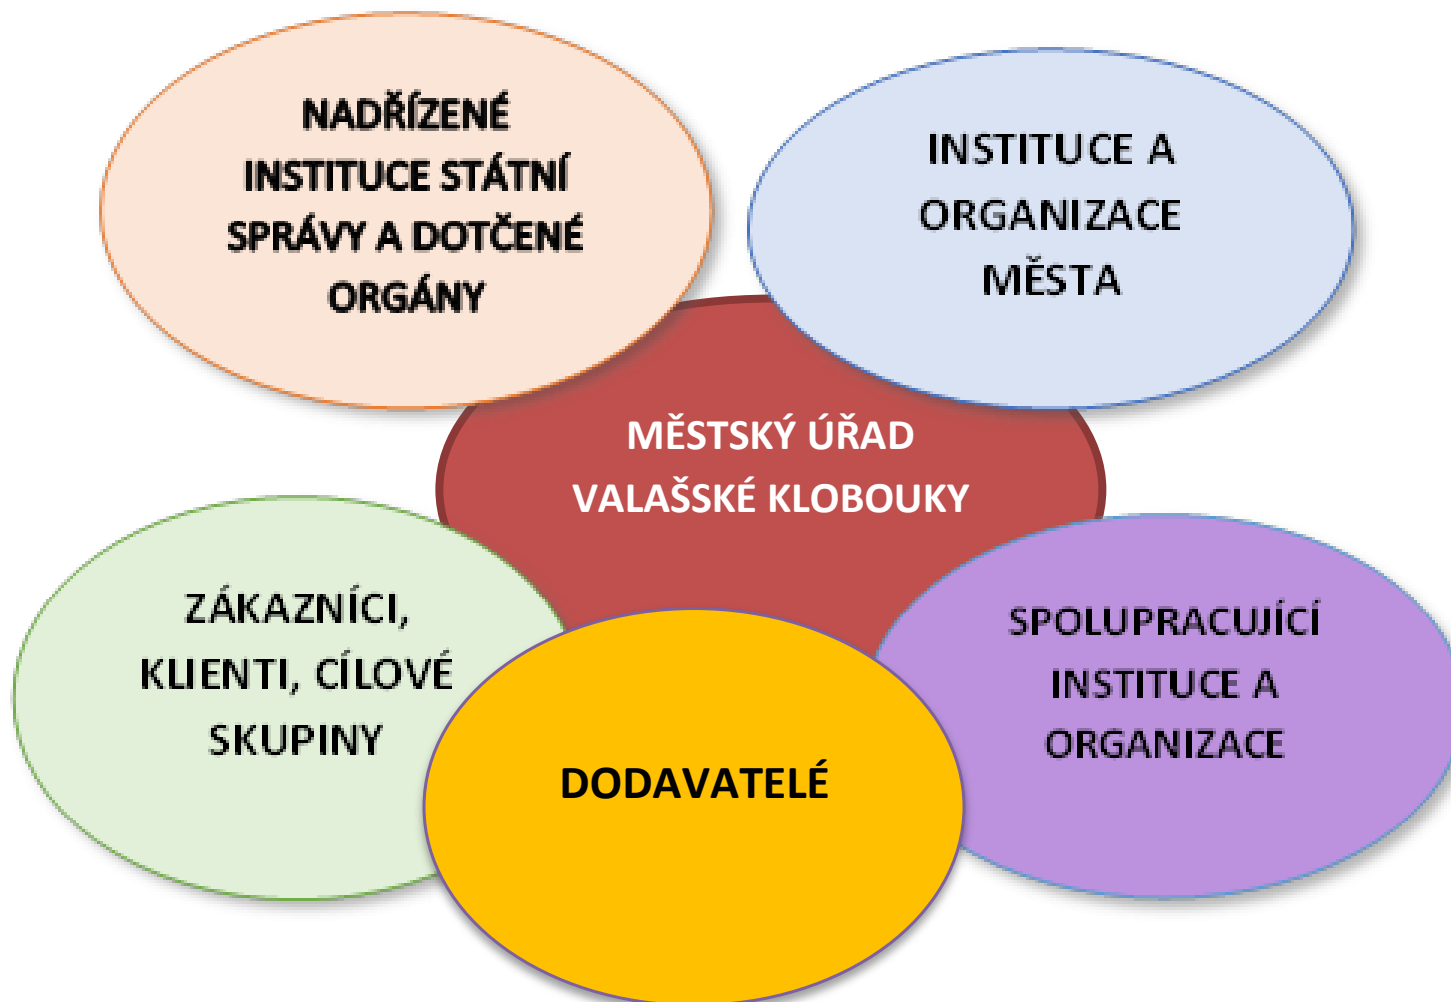 NADŘÍZENÉ
INSTITUCE STÁTNÍ
SPRÁVY A DOTČENÉ
ORGÁNY
INSTITUCE A
ORGANIZACE
MĚSTA
MĚSTSKÝ ÚŘAD
VALAŠSKÉ KLOBOUKY
ZÁKAZNÍCI,
KLIENTI, CÍLOVÉ
SKUPINY
SPOLUPRACUJÍCÍ
INSTITUCE A
ORGANIZACE
DODAVATELÉ